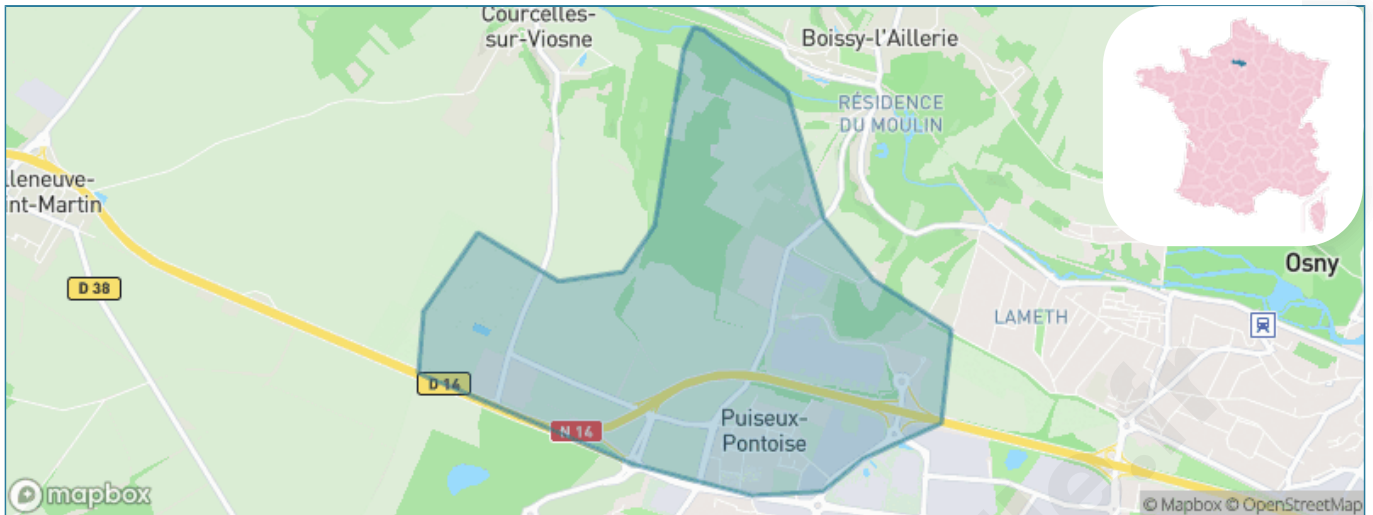 Courcelles-
sur-Viosne
Boissy-l'Aillerie
RÉSIDENCE
DU MOULIN
lleneuve-
int-Martin
D 38
Osny
LAMETH
D 14
N 14
Puiseux-
Pontoise
mapbox
© Mapbox © OpenStreetMap